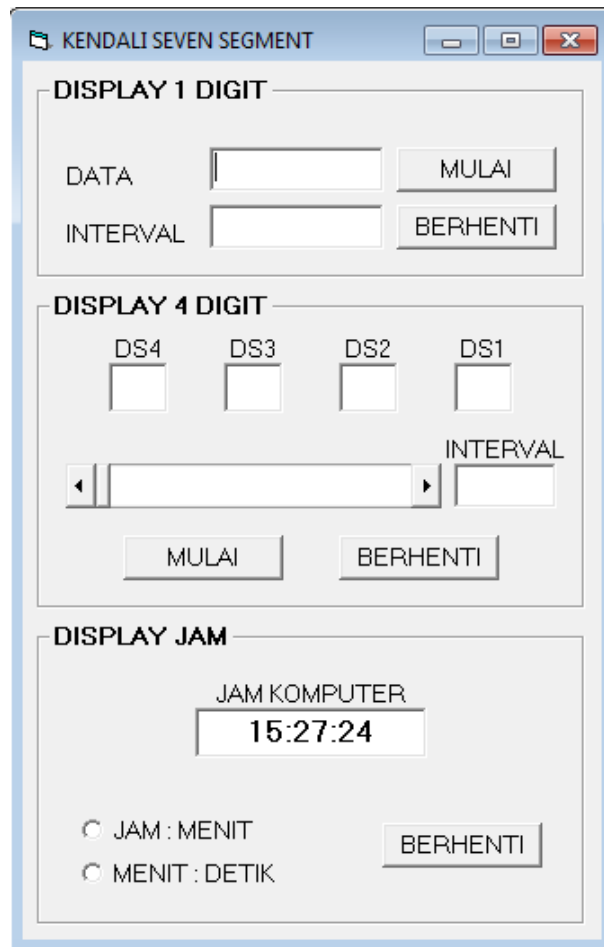 KENDALI SEVEN SEGMENT
DISPLAY 1 DIGIT
DATA MULAI
INTERVAL BERHENTI
DISPLAY 4 DIGIT
DS4 DS3 DS2 DS1
INTERVAL
MULAI BERHENTI
DISPLAY JAM
JAM KOMPUTER
15:27:24
JAM : MENIT
BERHENTI
MENIT : DETIK